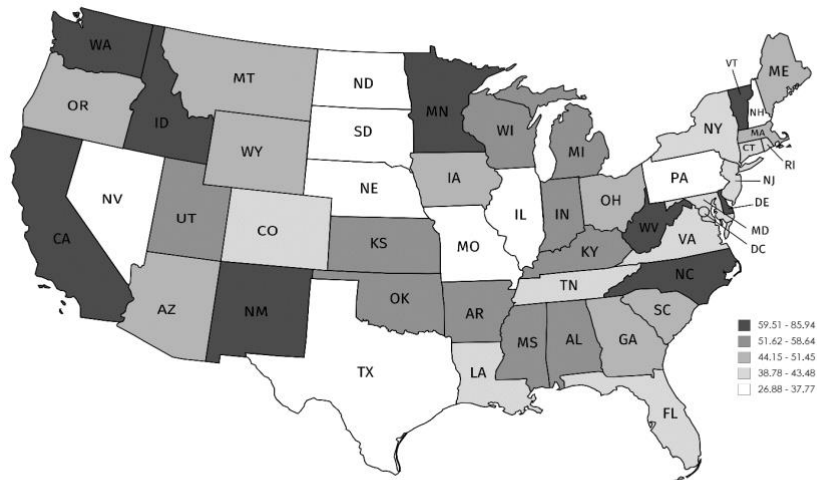 WA
MT
ND
MN
VT
ME
OR
ID
SD
WI
NH
NY
MA
WY
MI
CT
RI
NE
IA
PA
NJ
NV
UT
IL
IN
OH
DE
CO
WV
MD
CA
KS
MO
KY
VA
DC
TN
NC
AZ
NM
OK
AR
SC
MS
AL
GA
TX
LA
FL
59.51 - 85.94
51.62 - 58.64
44.15 - 51.45
38.78 - 43.48
26.88 - 37.77